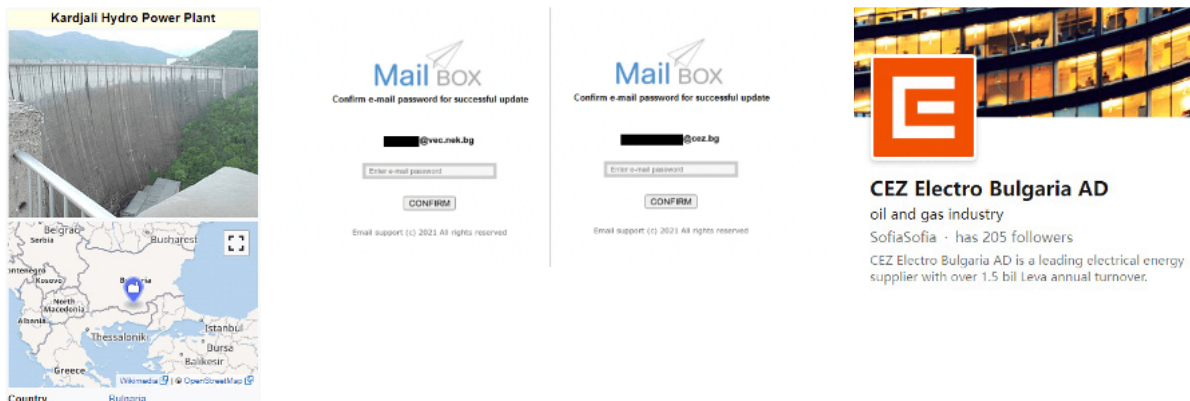 Kardjali Hydro Power Plant
Belgrad
Serbia
Bucharest
Kosovo
Bulgaria
North
Macedonia
Albania
Thessaloniki
Istanbul
Bursa
Balıkesir
Greece
Wikimedia | © OpenStreetMap
Country Bulgaria
Mail BOX
Confirm e-mail password for successful update
@vec.nek.bg
Enter e-mail password
CONFIRM
Email support (c) 2021 All rights reserved
Mail BOX
Confirm e-mail password for successful update
@cez.bg
Enter e-mail password
CONFIRM
Email support (c) 2021 All rights reserved
CEZ Electro Bulgaria AD
oil and gas industry
SofiaSofia · has 205 followers
CEZ Electro Bulgaria AD is a leading electrical energy
supplier with over 1.5 bil Leva annual turnover.